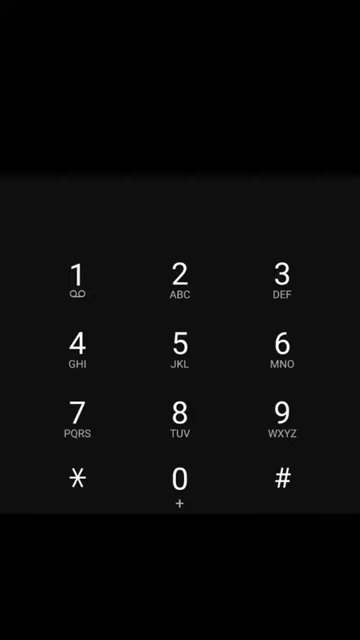 1 2 3
ABC DEF
4 5 6
GHI JKL MNO
7 8 9
PQRS TUV WXYZ
* 0 #
+